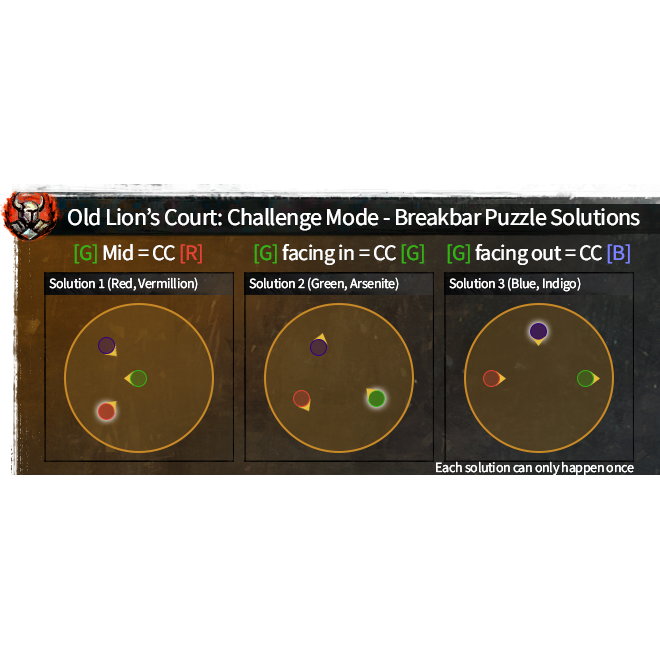 Old Lion's Court: Challenge Mode - Breakbar Puzzle Solutions
[G] Mid = CC [R]
[G] facing in = CC [G]
[G] facing out = CC [B]
Solution 1 (Red, Vermillion)
Solution 2 (Green, Arsenite)
Solution 3 (Blue, Indigo)
Each solution can only happen once